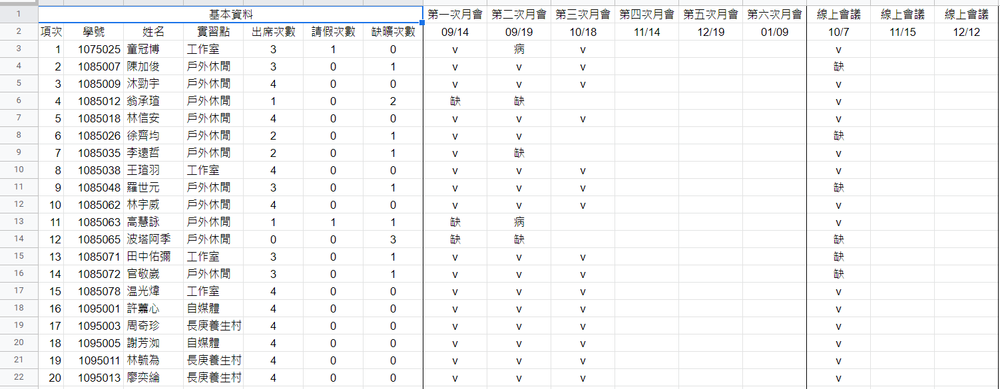 1 基本資料 第一次月會 第二次月會 第三次月會 第四次月會 第五次月會 第六次月會 線上會議 線上會議 線上會議
2 項次 學號 姓名 實習點 出席次數 請假次數 缺曠次數 09/14 09/19 10/18 11/14 12/19 01/09 10/7 11/15 12/12
3 1 1075025 童冠博 工作室 3 1 0 v 病 v v
4 2 1085007 陳加俊 戶外休閒 3 0 1 v v v 缺
5 3 1085009 沐勁宇 戶外休閒 4 0 0 v v v v
6 4 1085012 翁承瑄 戶外休閒 1 0 2 缺 缺 v
7 5 1085018 林信安 戶外休閒 4 0 0 v v v v
8 6 1085026 徐齊均 戶外休閒 2 0 1 v v 缺
9 7 1085035 李遠哲 戶外休閒 2 0 1 v 缺 v
10 8 1085038 王瑄羽 工作室 4 0 0 v v v v
11 9 1085048 羅世元 戶外休閒 3 0 1 v v v 缺
12 10 1085062 林宇威 戶外休閒 4 0 0 v v v v
13 11 1085063 高慧詠 戶外休閒 1 1 1 缺 病 v
14 12 1085065 波塔阿季 戶外休閒 0 0 3 缺 缺 缺
15 13 1085071 田中佑彌 工作室 3 0 1 v v v 缺
16 14 1085072 官敬崴 戶外休閒 3 0 1 v v v 缺
17 15 1085078 温光煒 工作室 4 0 0 v v v v
18 16 1095001 許藟心 自媒體 4 0 0 v v v v
19 17 1095003 周奇珍 長庚養生村 4 0 0 v v v v
20 18 1095005 謝芳洳 自媒體 4 0 0 v v v v
21 19 1095011 林毓為 長庚養生村 4 0 0 v v v v
22 20 1095013 廖奕綸 長庚養生村 4 0 0 v v v v